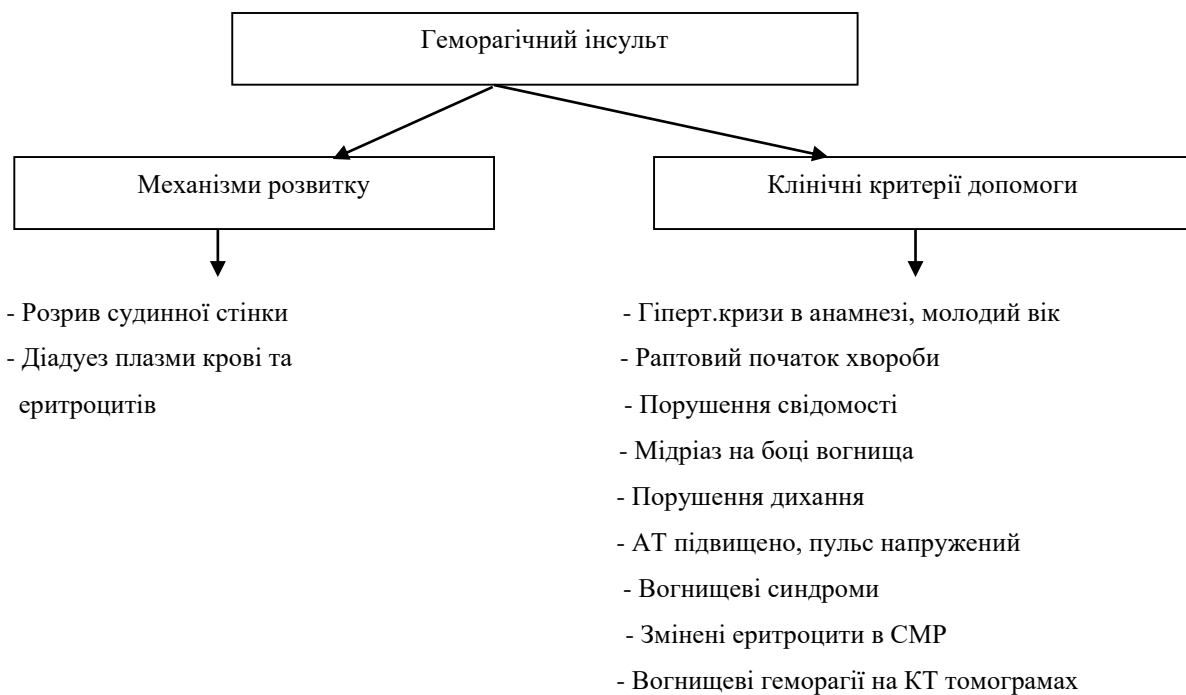 Геморагічний інсульт
Механізми розвитку
- Розрив судинної стінки
- Діадуез плазми крові та
еритроцитів
Клінічні критерії допомоги
- Гіперт.кризи в анамнезі, молодий вік
- Раптовий початок хвороби
- Порушення свідомості
- Мідріаз на боці вогнища
- Порушення дихання
- АТ підвищено, пульс напружений
- Вогнищеві синдроми
- Змінені еритроцити в СМР
- Вогнищеві геморагії на КТ томограмах